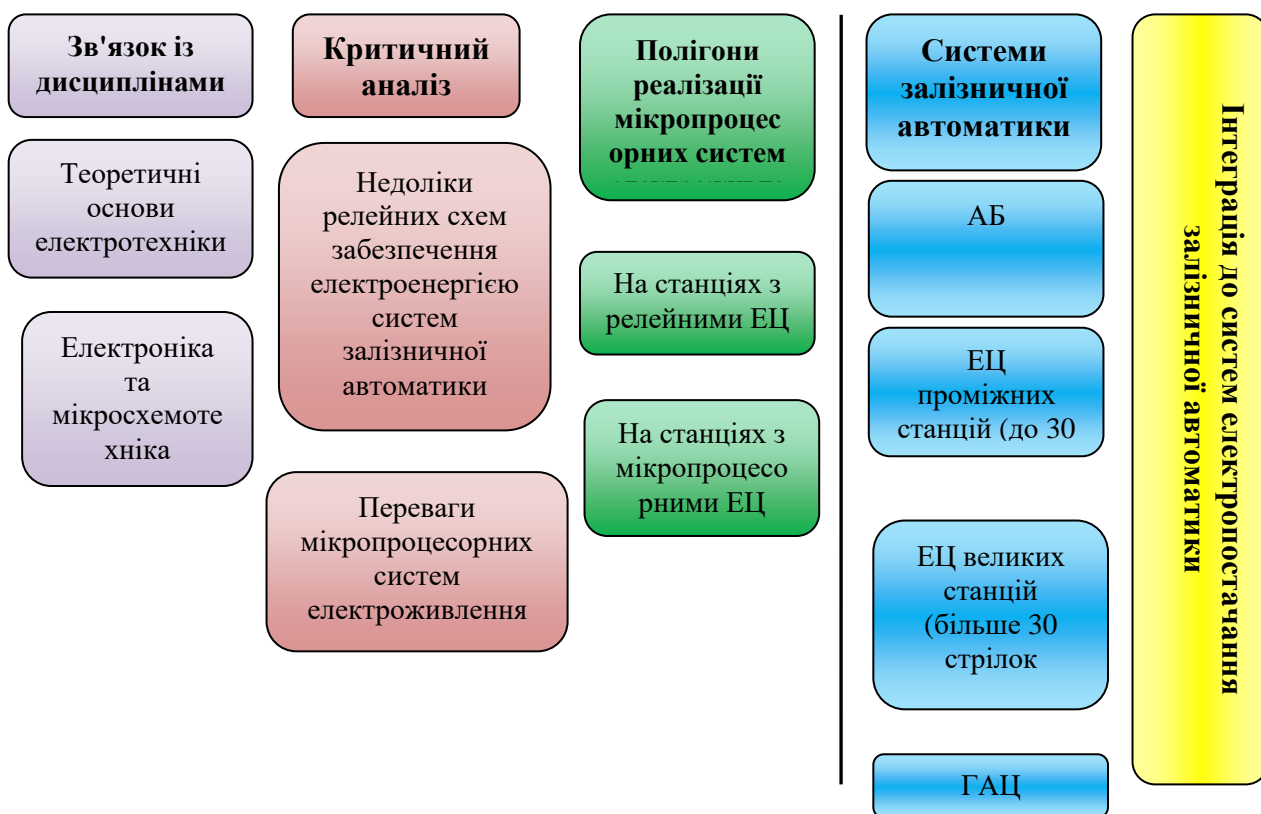 Зв'язок із
дисциплінами
Теоретичні
основи
електротехніки
Електроніка
та
мікросхемоте
хніка
Критичний
аналіз
Недоліки
релейних схем
забезпечення
електроенергією
систем
залізничної
автоматики
Переваги
мікропроцесорних
систем
електроживлення
Полігони
реалізації
мікропроцес
орних систем
На станціях з
релейними ЕЦ
На станціях з
мікропроцесо
рними ЕЦ
Системи
залізничної
автоматики
АБ
ЕЦ
проміжних
станцій (до 30
ЕЦ великих
станцій
(більше 30
стрілок
ГАЦ
Інтеграція до систем електропостачання
залізничної автоматики